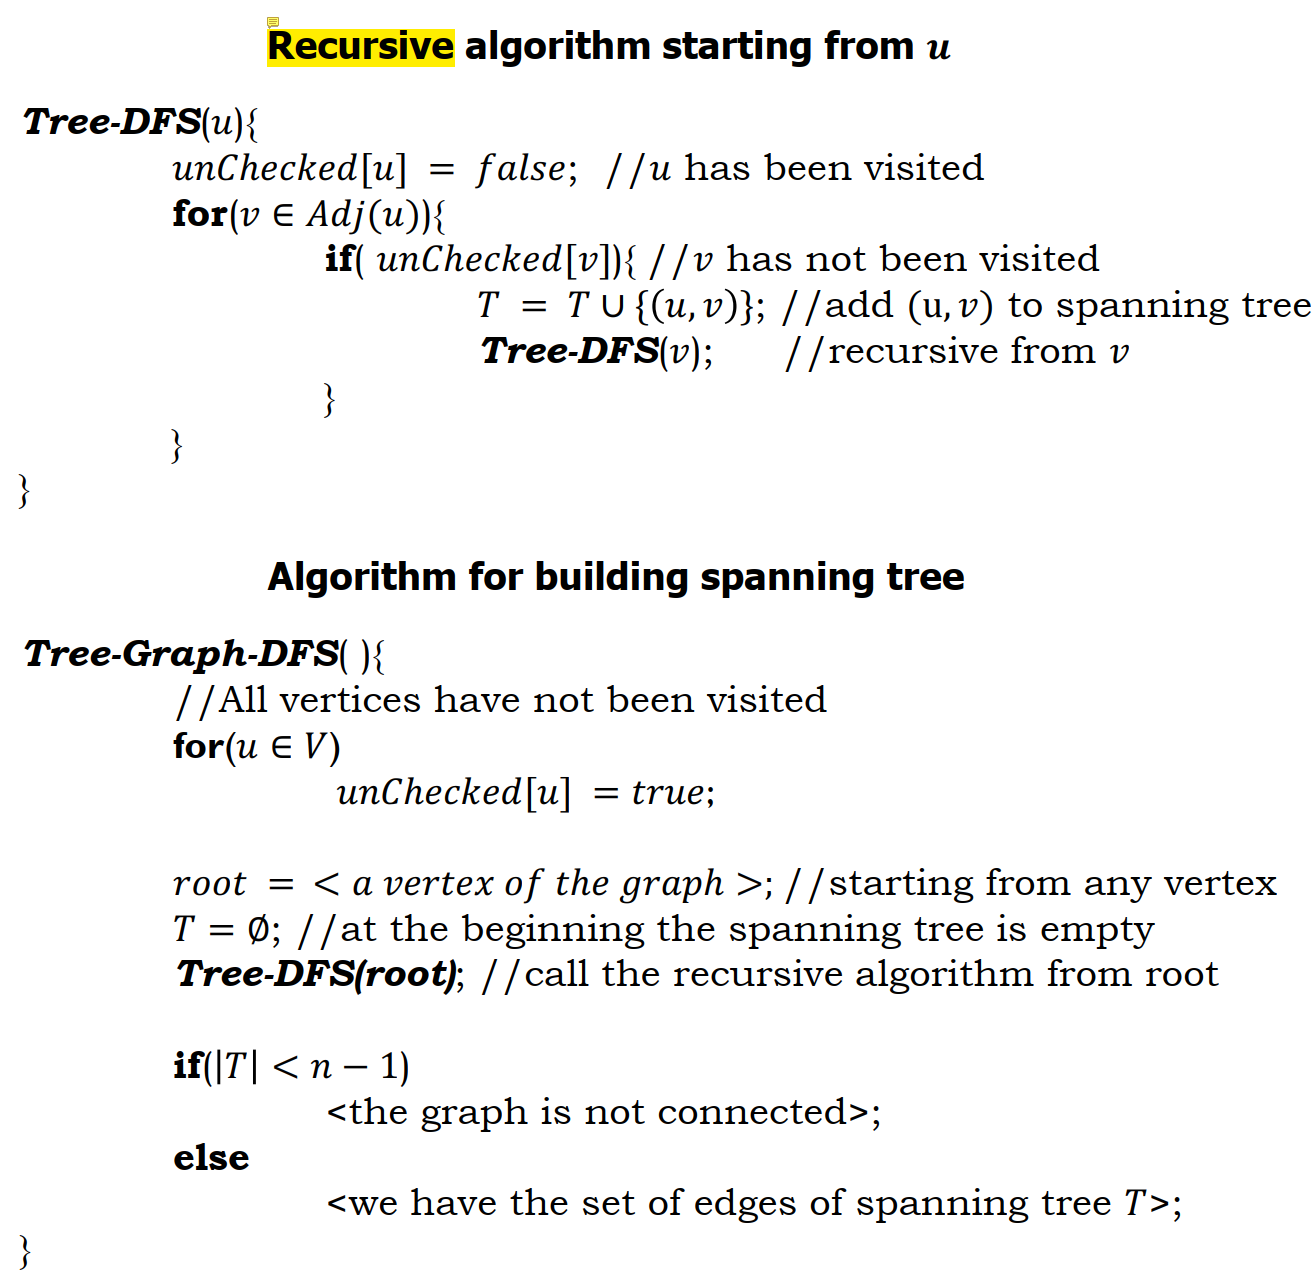 Recursive algorithm starting from u
Tree-DFS(u){
unChecked[u] = false; //u has been visited
for(v ∈ Adj(u)){
if( unChecked[v]){ //v has not been visited
T = T ∪ {(u, v)}; //add (u, v) to spanning tree
Tree-DFS(v); //recursive from v
}
}
}
Algorithm for building spanning tree
Tree-Graph-DFS( ){
//All vertices have not been visited
for(u ∈ V)
unChecked[u] = true;
root = < a vertex of the graph >; //starting from any vertex
T = ∅; //at the beginning the spanning tree is empty
Tree-DFS(root); //call the recursive algorithm from root
if(|T| < n − 1)
<the graph is not connected>;
else
<we have the set of edges of spanning tree T>;
}